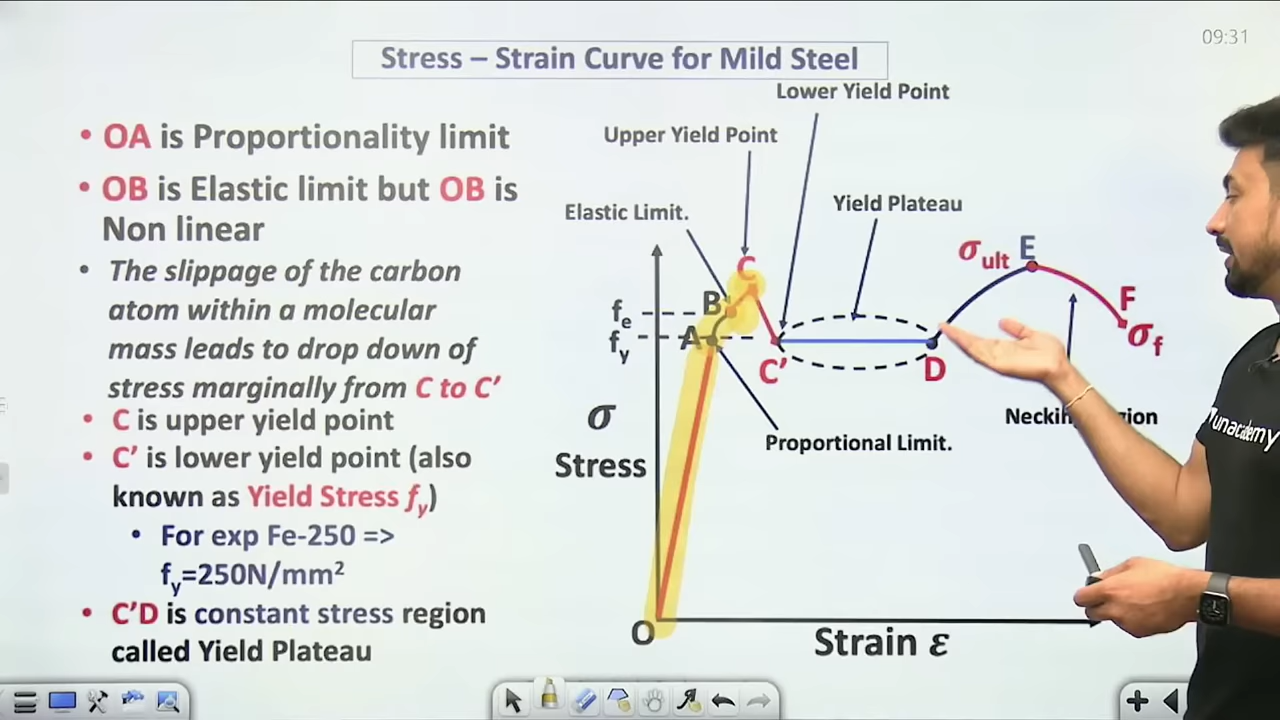 09:31
Stress – Strain Curve for Mild Steel
• OA is Proportionality limit
• OB is Elastic limit but OB is
Non linear
• The slippage of the carbon
atom within a molecular
mass leads to drop down of
stress marginally from C to C’
• C is upper yield point
• C’ is lower yield point (also
known as Yield Stress fy)
• For exp Fe-250 =>
fy=250N/mm²
• C’D is constant stress region
called Yield Plateau
Lower Yield Point
Upper Yield Point
Yield Plateau
Elastic Limit.
σult E
C
F
B
fe
σf
A
fy
C’
D
Proportional Limit.
σ
Stress
O
Strain ε
unacademy